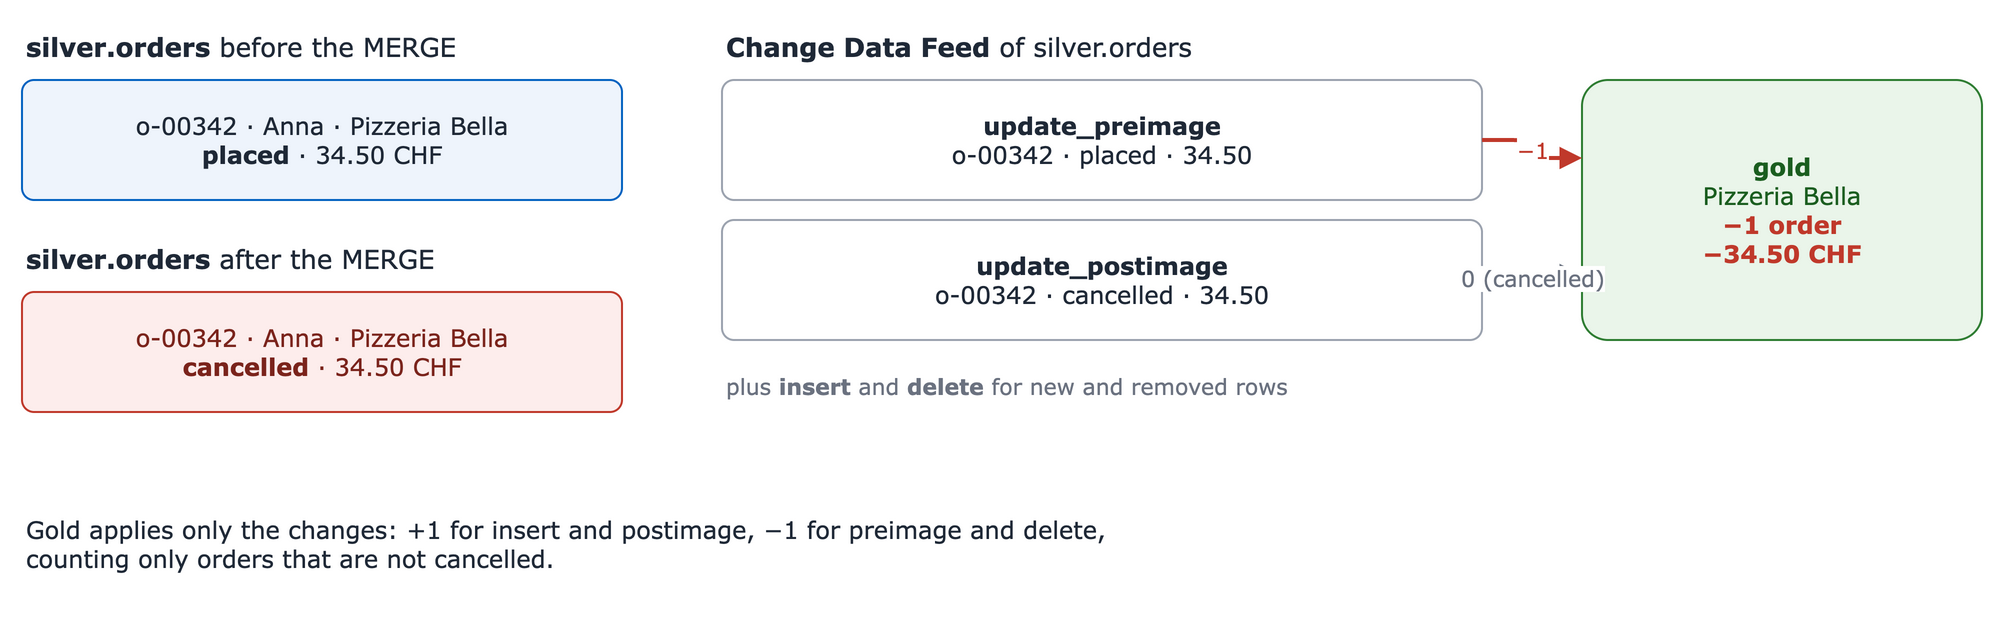 silver.orders before the MERGE
o-00342 · Anna · Pizzeria Bella
placed · 34.50 CHF
silver.orders after the MERGE
o-00342 · Anna · Pizzeria Bella
cancelled · 34.50 CHF
Change Data Feed of silver.orders
update_preimage
o-00342 · placed · 34.50
−1
update_postimage
o-00342 · cancelled · 34.50
0 (cancelled)
plus insert and delete for new and removed rows
gold
Pizzeria Bella
−1 order
−34.50 CHF
Gold applies only the changes: +1 for insert and postimage, −1 for preimage and delete,
counting only orders that are not cancelled.